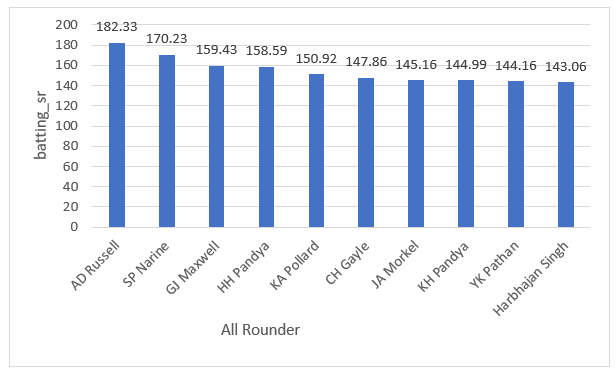 200
180
160
140
120
100
80
60
40
20
0
batting_sr
182.33
170.23
159.43
158.59
150.92
147.86
145.16
144.99
144.16
143.06
AD Russell
SP Narine
GJ Maxwell
HH Pandya
KA Pollard
CH Gayle
JA Morkel
KH Pandya
YK Pathan
Harbhajan Singh
All Rounder